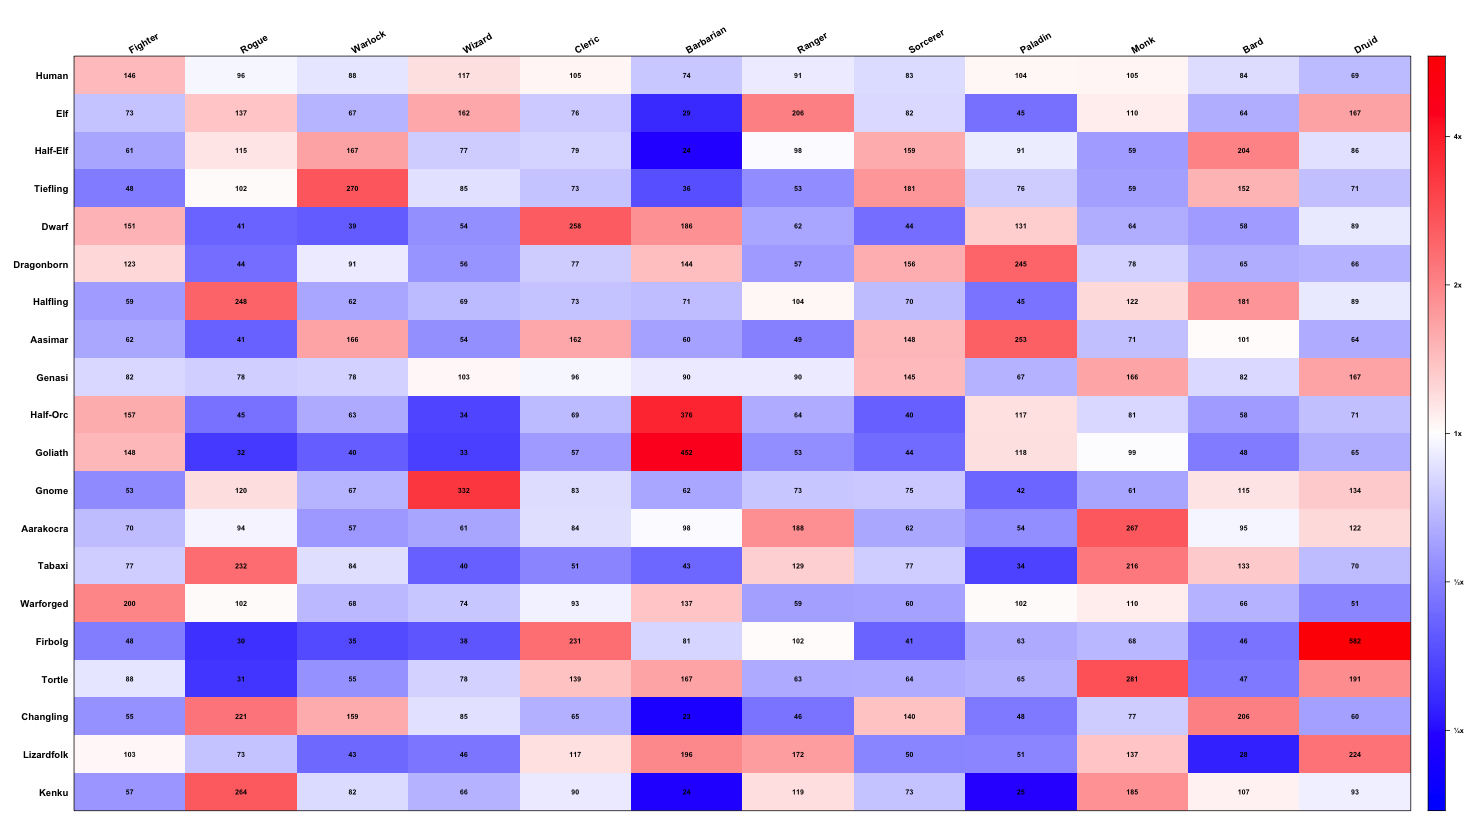 Fighter Rogue Warlock Wizard Cleric Barbarian Ranger Sorcerer Paladin Monk Bard Druid
Human 146 96 88 117 105 74 91 83 104 105 84 69
Elf 73 137 67 162 76 29 206 82 45 110 64 167
4x
Half-Elf 61 115 167 77 79 24 98 159 91 59 204 86
Tiefling 48 102 270 85 73 36 53 181 76 59 152 71
Dwarf 151 41 39 54 258 186 62 44 131 64 58 89
Dragonborn 123 44 91 56 77 144 57 156 245 78 65 66
2x
Halfling 59 248 62 69 73 71 104 70 45 122 181 89
Aasimar 62 41 166 54 162 60 49 148 253 71 101 64
Genasi 82 78 78 103 96 90 90 145 67 166 82 167
Half-Orc 157 45 63 34 69 376 64 40 117 81 58 71
1x
Goliath 148 32 40 33 57 452 53 44 118 99 48 65
Gnome 53 120 67 332 83 62 73 75 42 61 115 134
Aarakocra 70 94 57 61 84 98 188 62 54 267 95 122
Tabaxi 77 232 84 40 51 43 129 77 34 216 133 70
½x
Warforged 200 102 68 74 93 137 59 60 102 110 66 51
Firbolg 48 30 35 38 231 81 102 41 63 68 46 582
Tortle 88 31 55 78 139 167 63 64 65 281 47 191
Changling 55 221 159 85 65 23 46 140 48 77 206 60
¼x
Lizardfolk 103 73 43 46 117 196 172 50 51 137 28 224
Kenku 57 264 82 66 90 24 119 73 25 185 107 93